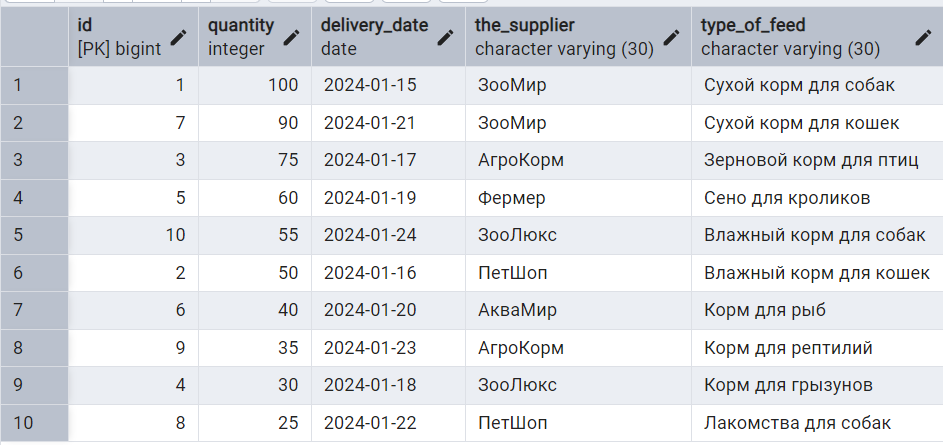 id quantity delivery_date the_supplier type_of_feed
[PK] bigint integer date character varying (30) character varying (30)
1 1 100 2024-01-15 ЗооМир Сухой корм для собак
2 7 90 2024-01-21 ЗооМир Сухой корм для кошек
3 3 75 2024-01-17 АгроКорм Зерновой корм для птиц
4 5 60 2024-01-19 Фермер Сено для кроликов
5 10 55 2024-01-24 ЗооЛюкс Влажный корм для собак
6 2 50 2024-01-16 ПетШоп Влажный корм для кошек
7 6 40 2024-01-20 АкваМир Корм для рыб
8 9 35 2024-01-23 АгроКорм Корм для рептилий
9 4 30 2024-01-18 ЗооЛюкс Корм для грызунов
10 8 25 2024-01-22 ПетШоп Лакомства для собак